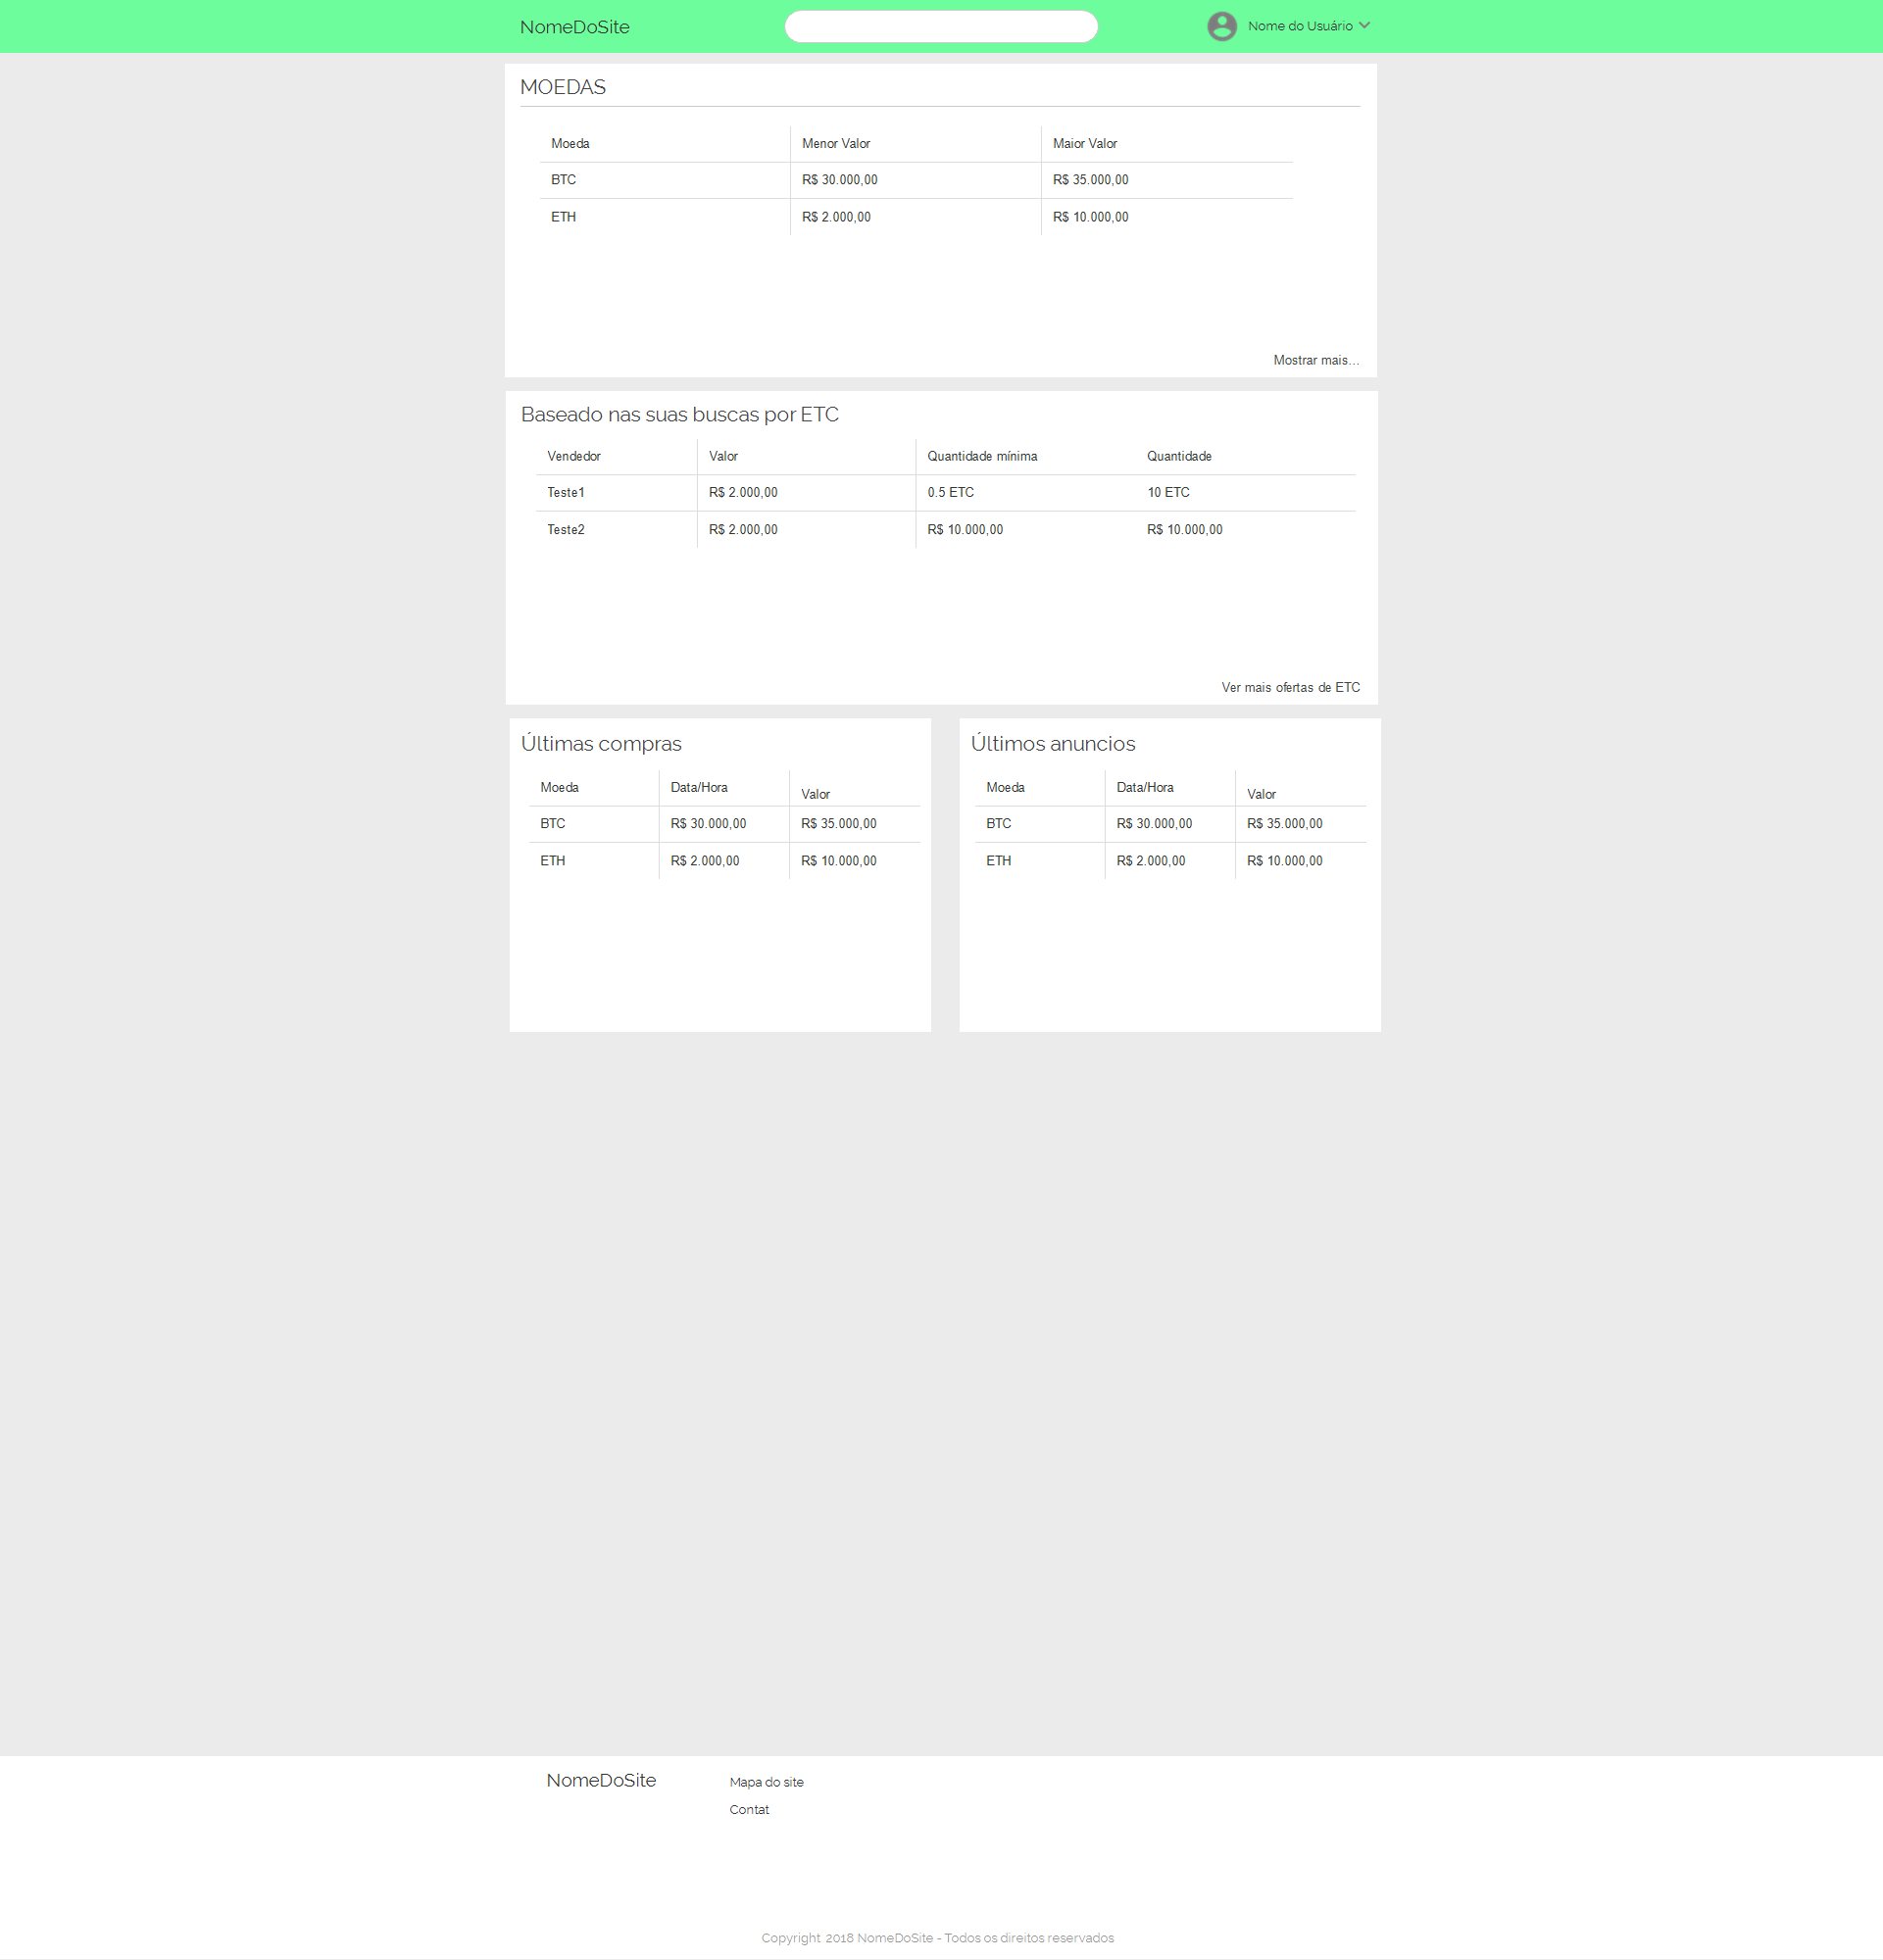 NomeDoSite Nome do Usuário
MOEDAS
Moeda Menor Valor Maior Valor
BTC R$ 30.000,00 R$ 35.000,00
ETH R$ 2.000,00 R$ 10.000,00
Mostrar mais...
Baseado nas suas buscas por ETC
Vendedor Valor Quantidade mínima Quantidade
Teste1 R$ 2.000,00 0.5 ETC 10 ETC
Teste2 R$ 2.000,00 R$ 10.000,00 R$ 10.000,00
Ver mais ofertas de ETC
Últimas compras
Moeda Data/Hora Valor
BTC R$ 30.000,00 R$ 35.000,00
ETH R$ 2.000,00 R$ 10.000,00
Últimos anuncios
Moeda Data/Hora Valor
BTC R$ 30.000,00 R$ 35.000,00
ETH R$ 2.000,00 R$ 10.000,00
NomeDoSite
Mapa do site
Contat
Copyright 2018 NomeDoSite - Todos os direitos reservados